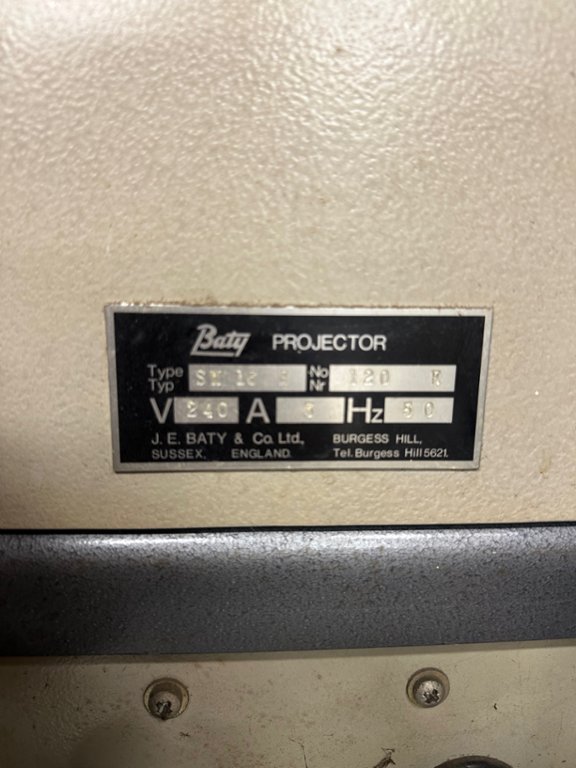 Baty PROJECTOR
Type No 120
Typ Nr
V 240 A Hz 50
J. E. BATY & Co. Ltd., BURGESS HILL,
SUSSEX, ENGLAND. Tel. Burgess Hill 5621.